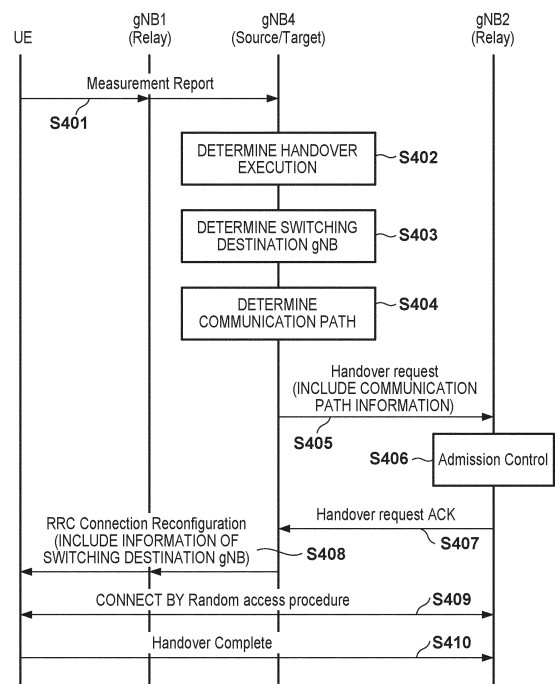 UE
gNB1
(Relay)
gNB4
(Source/Target)
gNB2
(Relay)
Measurement Report
S401
DETERMINE HANDOVER
EXECUTION
S402
DETERMINE SWITCHING
DESTINATION gNB
S403
DETERMINE
COMMUNICATION PATH
S404
Handover request
(INCLUDE COMMUNICATION
PATH INFORMATION)
S405
S406
Admission Control
Handover request ACK
S407
RRC Connection Reconfiguration
(INCLUDE INFORMATION OF
SWITCHING DESTINATION gNB)
S408
CONNECT BY Random access procedure
S409
Handover Complete
S410